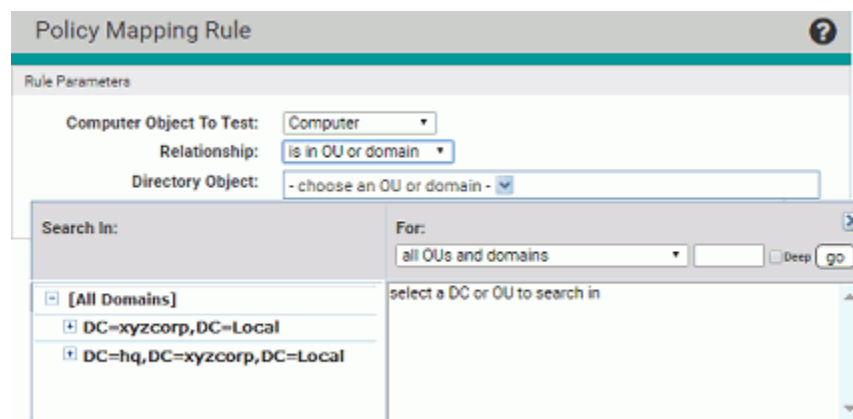 Policy Mapping Rule ?
Rule Parameters
Computer Object To Test: Computer
Relationship: is in OU or domain
Directory Object: - choose an OU or domain -
Search In: For:
all OUs and domains Deep go
[All Domains] select a DC or OU to search in
DC=xyzcorp,DC=Local
DC=hq,DC=xyzcorp,DC=Local